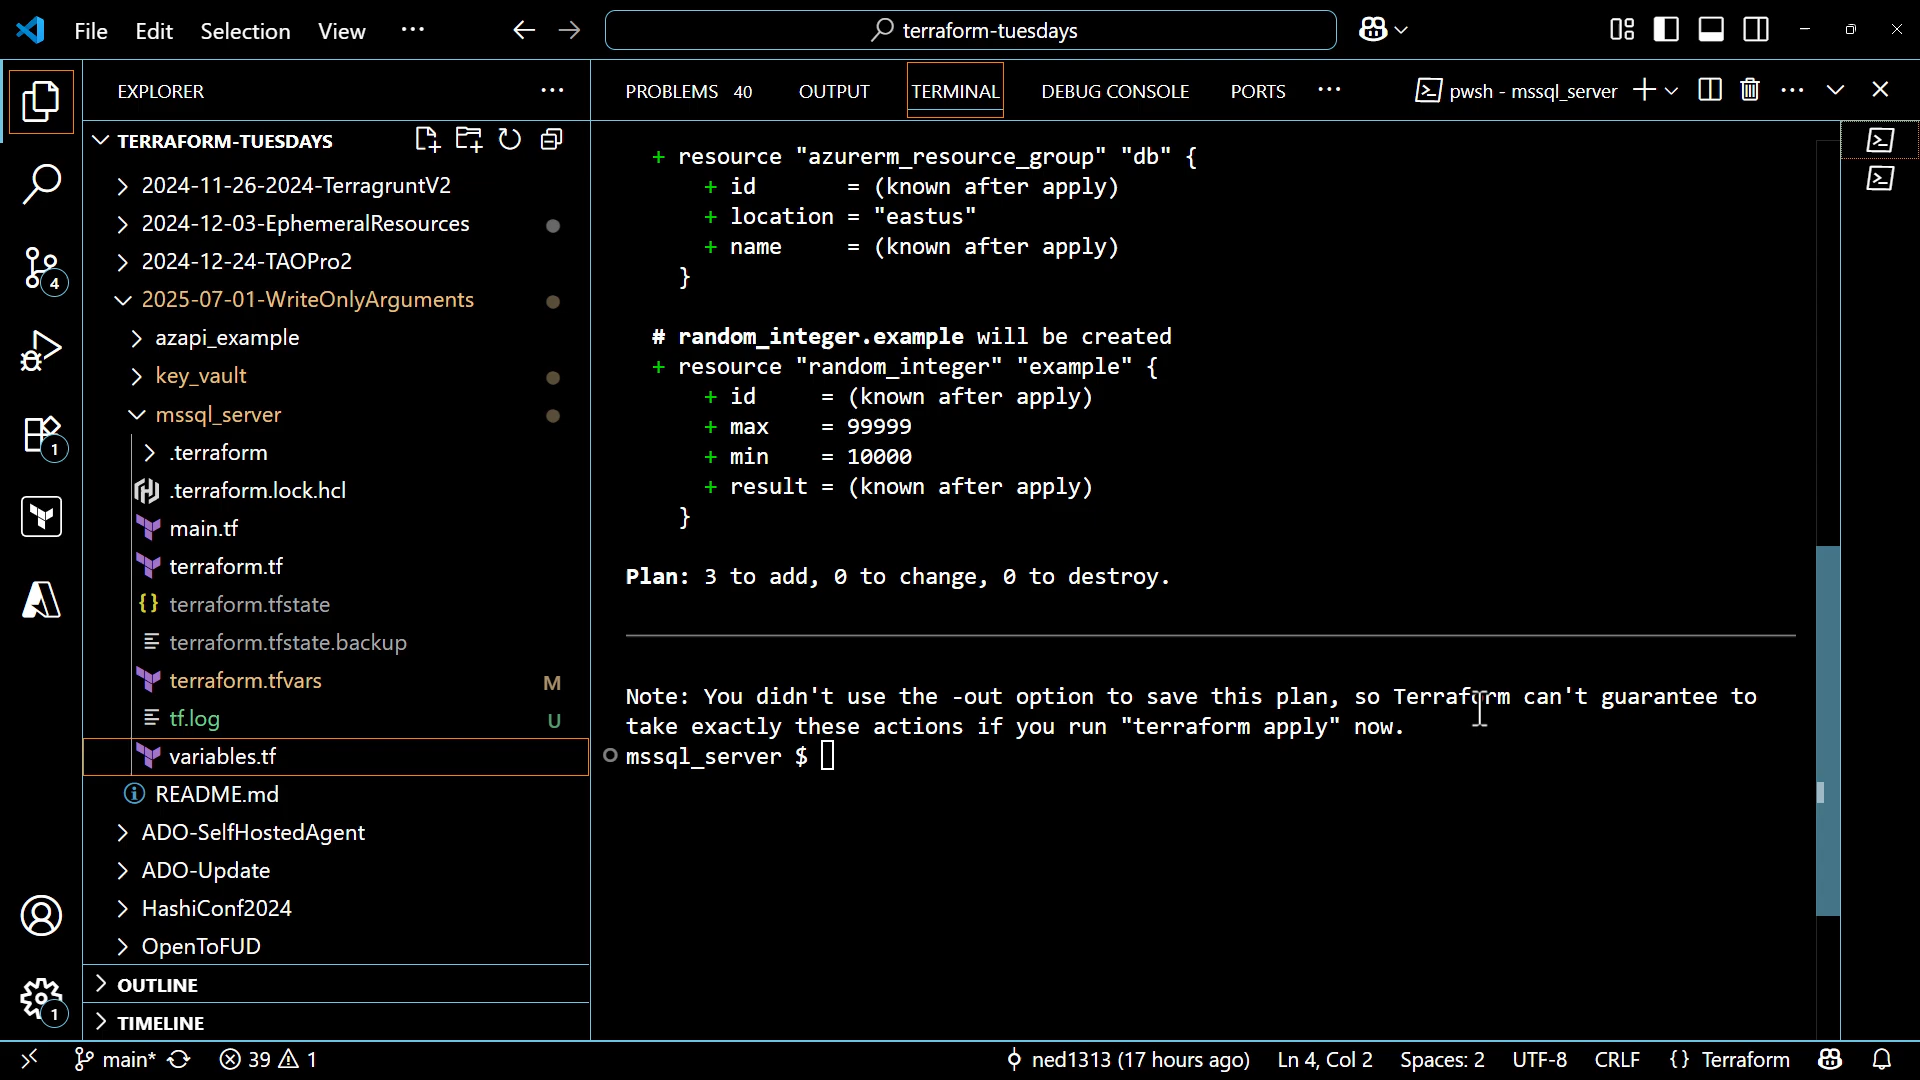 File Edit Selection View ··· terraform-tuesdays
EXPLORER ···
TERRAFORM-TUESDAYS
2024-11-26-2024-TerragruntV2
2024-12-03-EphemeralResources
2024-12-24-TAOPro2
2025-07-01-WriteOnlyArguments
azapi_example
key_vault
mssql_server
.terraform
.terraform.lock.hcl
main.tf
terraform.tf
{} terraform.tfstate
terraform.tfstate.backup
terraform.tfvars M
tf.log U
variables.tf
README.md
ADO-SelfHostedAgent
ADO-Update
HashiConf2024
OpenToFUD
OUTLINE
TIMELINE
4
1
1
PROBLEMS 40 OUTPUT TERMINAL DEBUG CONSOLE PORTS ··· pwsh - mssql_server ···
+ resource "azurerm_resource_group" "db" {
+ id       = (known after apply)
+ location = "eastus"
+ name     = (known after apply)
}
# random_integer.example will be created
+ resource "random_integer" "example" {
+ id     = (known after apply)
+ max    = 99999
+ min    = 10000
+ result = (known after apply)
}
Plan: 3 to add, 0 to change, 0 to destroy.
Note: You didn't use the -out option to save this plan, so Terraform can't guarantee to
take exactly these actions if you run "terraform apply" now.
mssql_server $
main* 39 1 ned1313 (17 hours ago) Ln 4, Col 2 Spaces: 2 UTF-8 CRLF {} Terraform